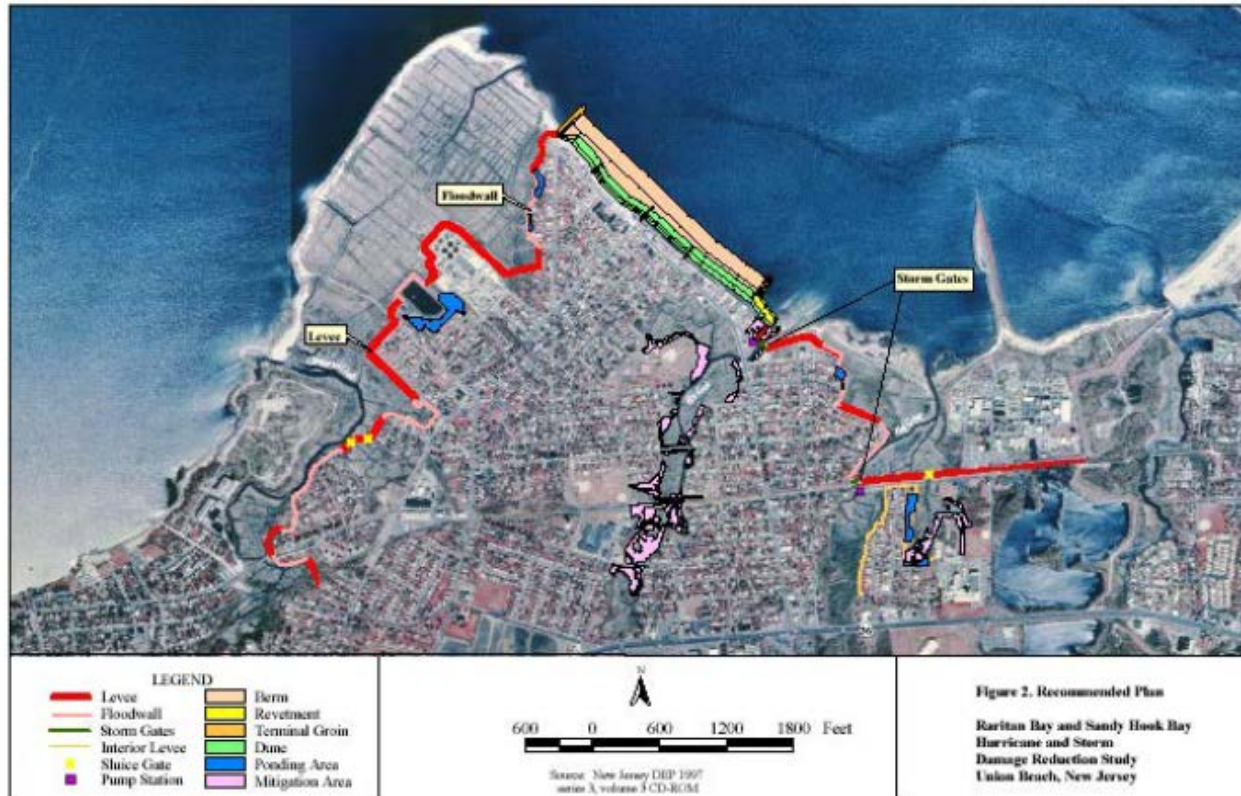 Floodwall
Storm Gates
Levee
LEGEND
Levee
Floodwall
Storm Gates
Interior Levee
Sluice Gate
Pump Station
Berm
Revetment
Terminal Groin
Dune
Ponding Area
Mitigation Area
N
600 0 600 1200 1800 Feet
Source: New Jersey DEP 1997
series 3, volume 3 CD-ROM
Figure 2. Recommended Plan
Raritan Bay and Sandy Hook Bay
Hurricane and Storm
Damage Reduction Study
Union Beach, New Jersey